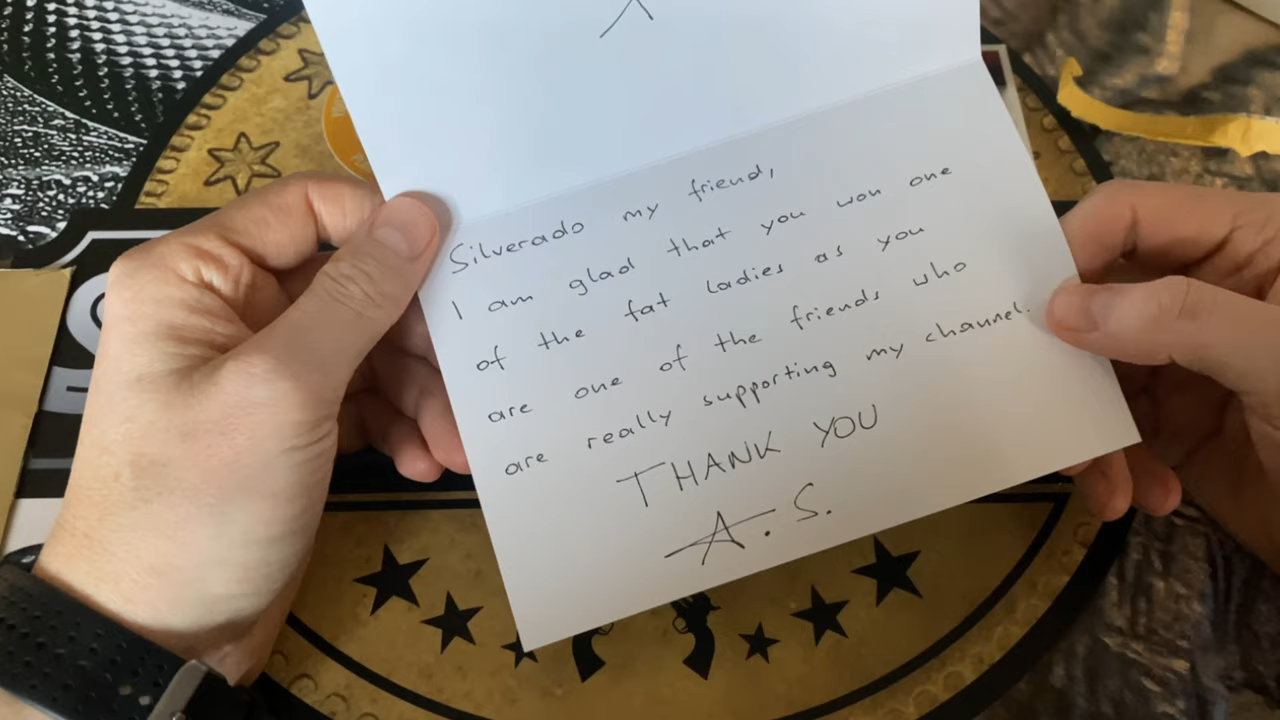 Silverado my friend,
I am glad that you won one
of the fat ladies as you
are one of the friends who
are really supporting my channel.
THANK YOU
A.S.